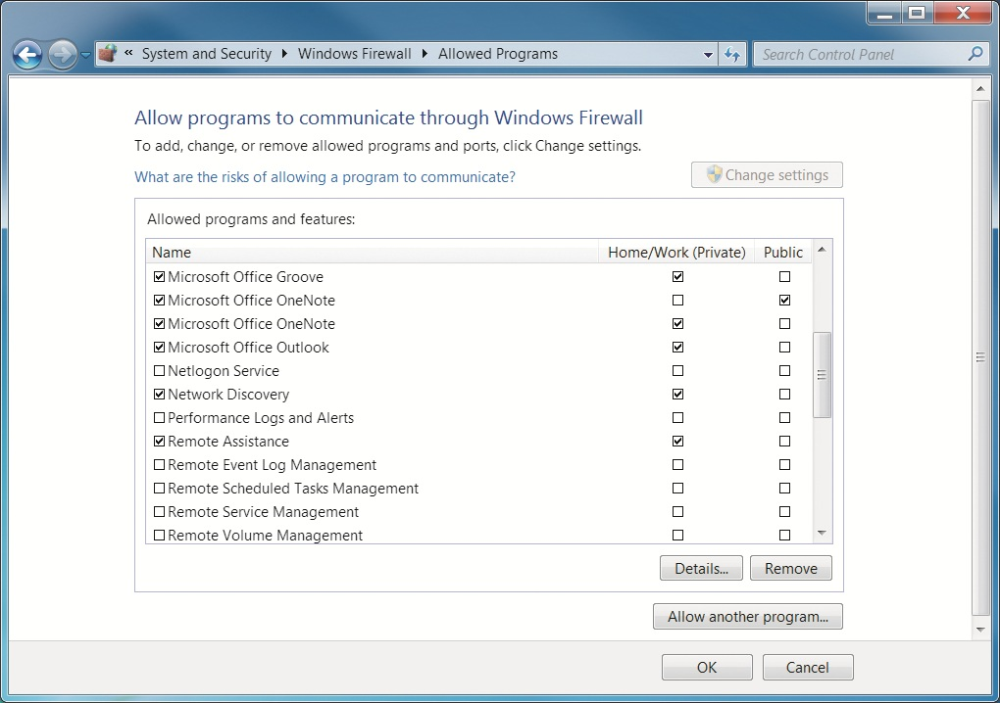 « System and Security ▸ Windows Firewall ▸ Allowed Programs
Search Control Panel
Allow programs to communicate through Windows Firewall
To add, change, or remove allowed programs and ports, click Change settings.
What are the risks of allowing a program to communicate?
Change settings
Allowed programs and features:
Name Home/Work (Private) Public
Microsoft Office Groove
Microsoft Office OneNote
Microsoft Office OneNote
Microsoft Office Outlook
Netlogon Service
Network Discovery
Performance Logs and Alerts
Remote Assistance
Remote Event Log Management
Remote Scheduled Tasks Management
Remote Service Management
Remote Volume Management
Details... Remove
Allow another program...
OK Cancel